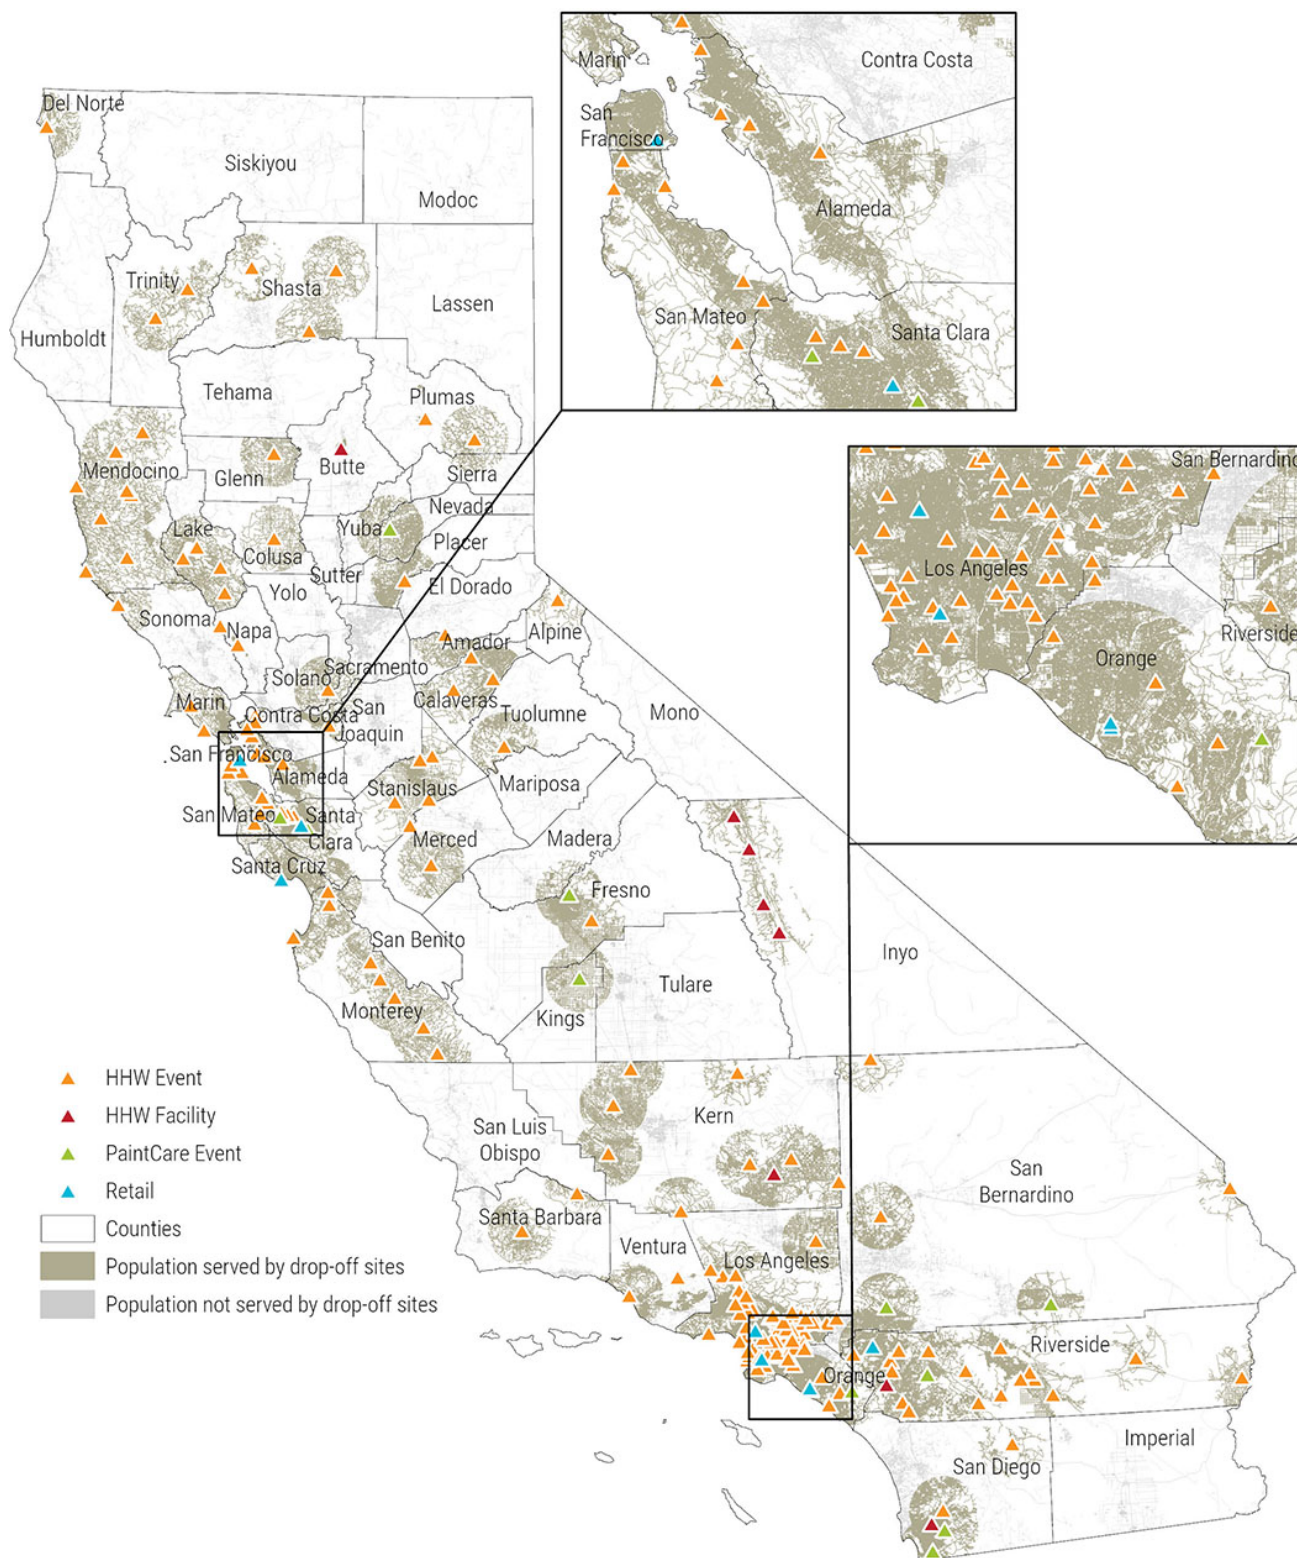 Marin
Contra Costa
San
Francisco
Alameda
San Mateo
Santa Clara
Del Norte
Siskiyou
Modoc
Trinity
Shasta
Lassen
Humboldt
Tehama
Plumas
Mendocino
Glenn
Butte
Sierra
Nevada
Lake
Colusa
Yuba
Placer
Sutter
El Dorado
Yolo
Sonoma
Napa
Alpine
Amador
Sacramento
Solano
Calaveras
Marin
Contra Costa
San
Joaquin
Tuolumne
Mono
San Francisco
Alameda
Mariposa
Stanislaus
San Mateo
Santa
Clara
Merced
Madera
Santa Cruz
Fresno
San Benito
Inyo
Tulare
Monterey
Kings
San Bernardino
Los Angeles
Riverside
Orange
HHW Event
HHW Facility
PaintCare Event
Retail
Counties
Population served by drop-off sites
Population not served by drop-off sites
San Luis
Obispo
Kern
San
Bernardino
Santa Barbara
Ventura
Los Angeles
Riverside
Orange
Imperial
San Diego